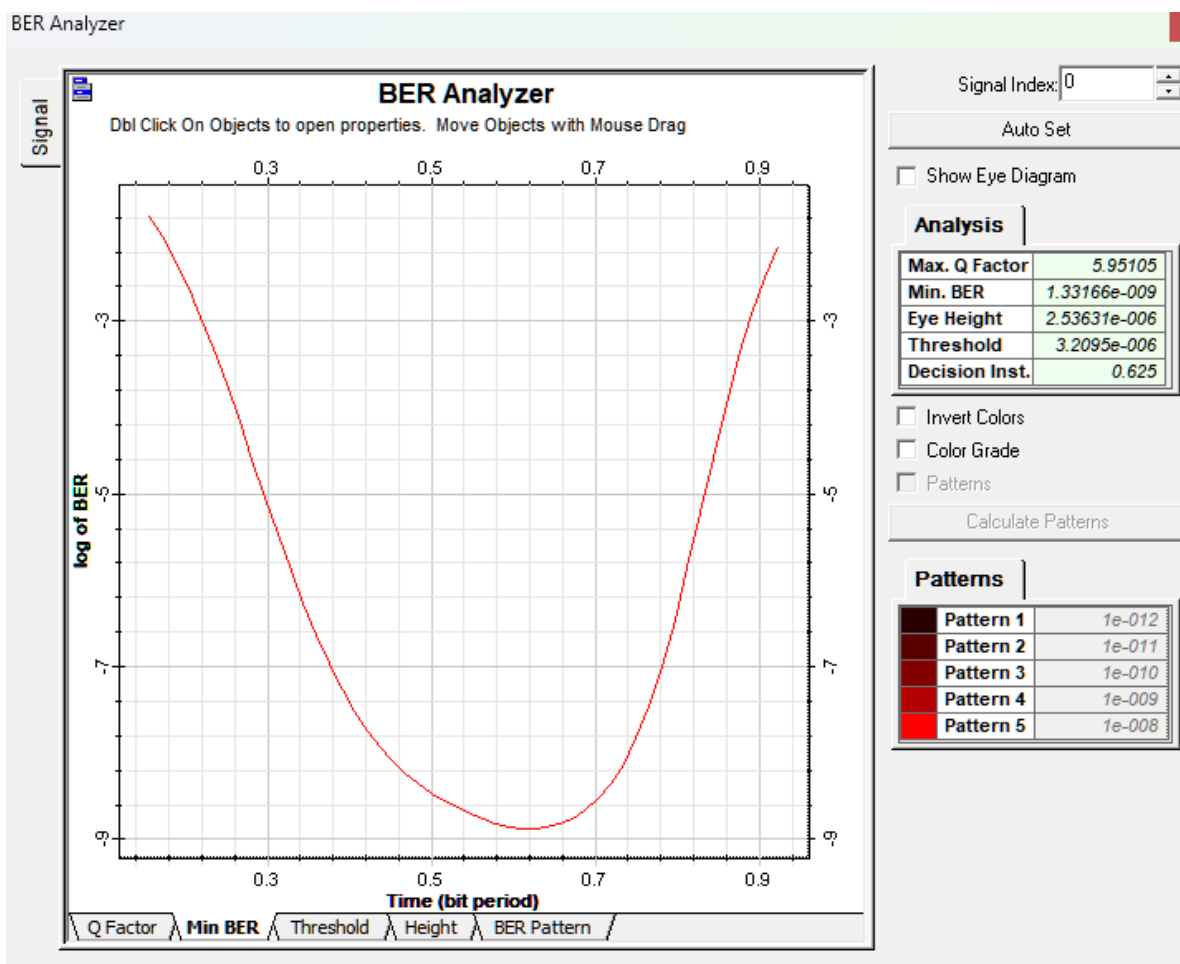 BER Analyzer
Signal
BER Analyzer
Dbl Click On Objects to open properties.  Move Objects with Mouse Drag
0.3 0.5 0.7 0.9
-3 -3
-5 -5
-7 -7
-9 -9
log of BER
0.3 0.5 0.7 0.9
Time (bit period)
Q Factor Min BER Threshold Height BER Pattern
Signal Index: 0
Auto Set
Show Eye Diagram
Analysis
Max. Q Factor 5.95105
Min. BER 1.33166e-009
Eye Height 2.53631e-006
Threshold 3.2095e-006
Decision Inst. 0.625
Invert Colors
Color Grade
Patterns
Calculate Patterns
Patterns
Pattern 1 1e-012
Pattern 2 1e-011
Pattern 3 1e-010
Pattern 4 1e-009
Pattern 5 1e-008